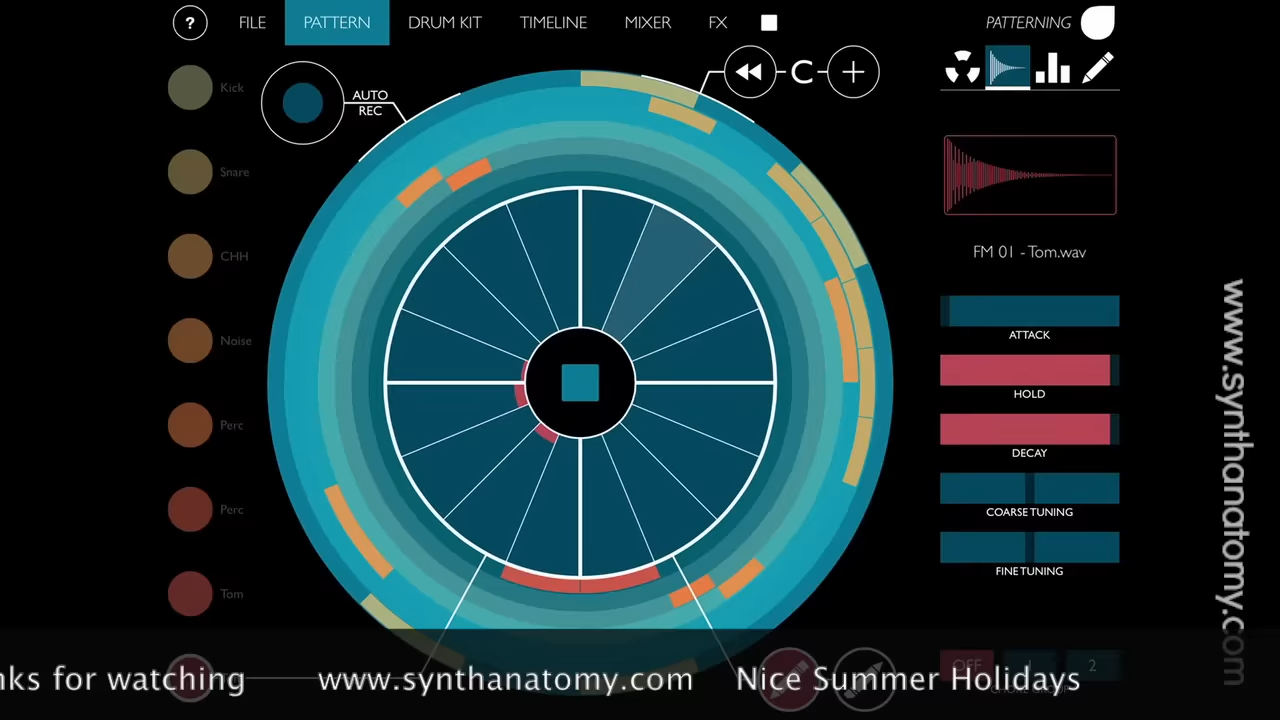 ?
FILE
PATTERN
DRUM KIT
TIMELINE
MIXER
FX
PATTERNING
AUTO
REC
C
Kick
Snare
CHH
Noise
Perc
Perc
Tom
FM 01 - Tom.wav
ATTACK
HOLD
DECAY
COARSE TUNING
FINE TUNING
OFF
2
www.synthanatomy.com
nks for watching www.synthanatomy.com Nice Summer Holidays